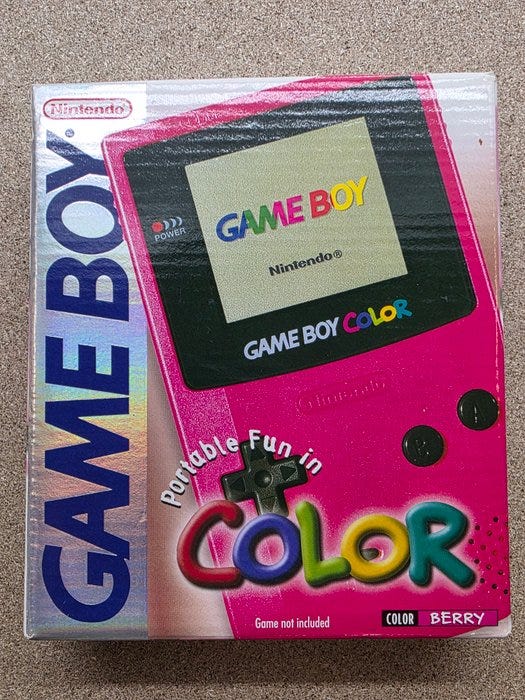 Nintendo®
GAME BOY
POWER
GAME BOY
Nintendo®
GAME BOY COLOR
Nintendo
B
A
Portable Fun in
COLOR
Game not included
COLOR BERRY